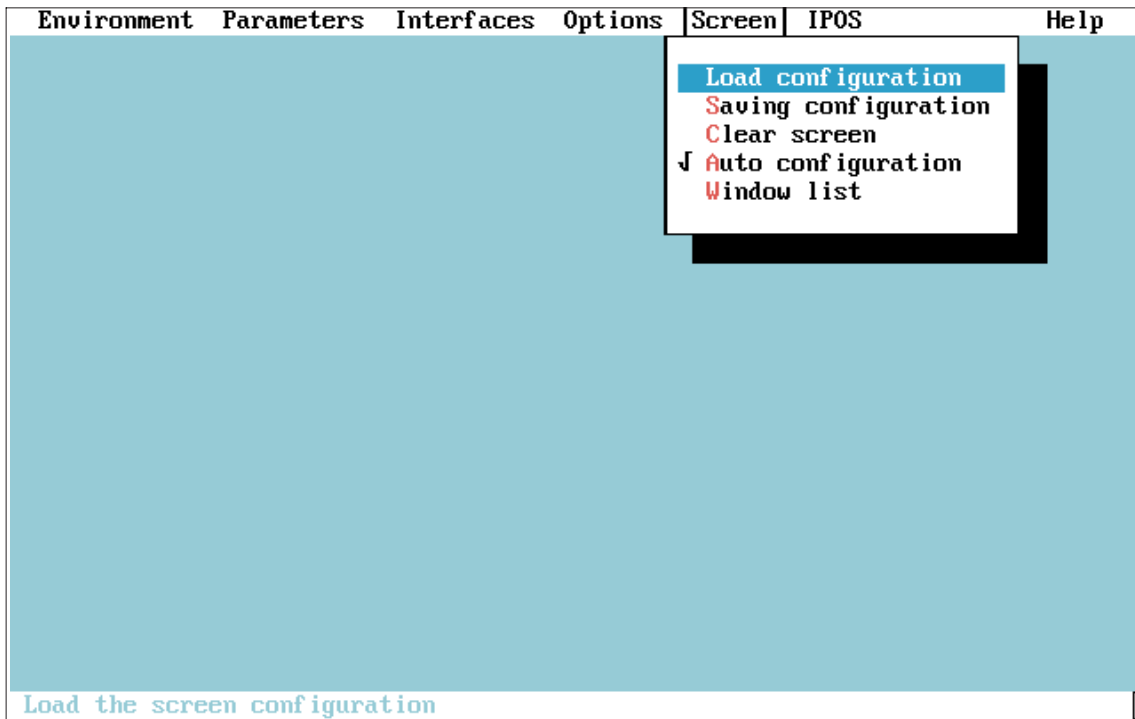 Environment Parameters Interfaces Options Screen IPOS Help
Load configuration
Saving configuration
Clear screen
√ Auto configuration
Window list
Load the screen configuration